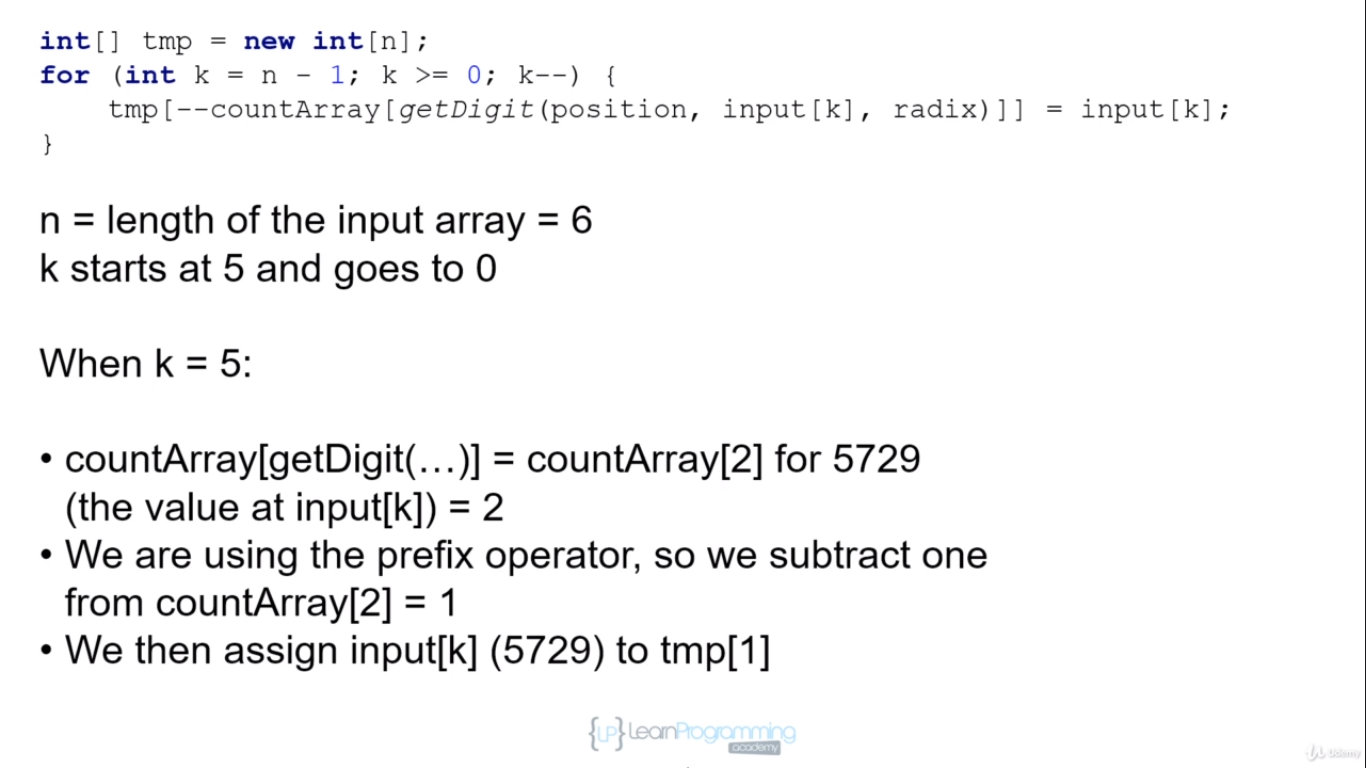 int[] tmp = new int[n];
for (int k = n - 1; k >= 0; k--) {
    tmp[--countArray[getDigit(position, input[k], radix)]] = input[k];
}
n = length of the input array = 6
k starts at 5 and goes to 0
When k = 5:
• countArray[getDigit(…)] = countArray[2] for 5729
(the value at input[k]) = 2
• We are using the prefix operator, so we subtract one
from countArray[2] = 1
• We then assign input[k] (5729) to tmp[1]
{LP} LearnProgramming
academy
Udemy